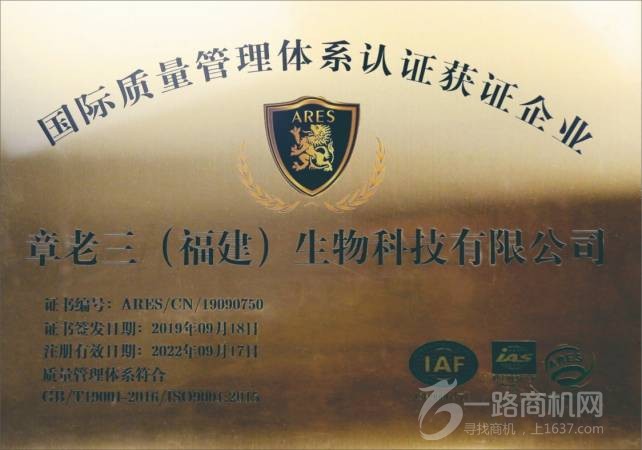 国际质量管理体系认证获证企业
ARES
章老三（福建）生物科技有限公司
证书编号：ARES/CN/19090750
证书签发日期：2019年09月18日
注册有效日期：2022年09月17日
质量管理体系符合
GB/T19001-2016/ISO9001:2015
IAF
ias
ARES
一路商机网
寻找商机，上1637.com